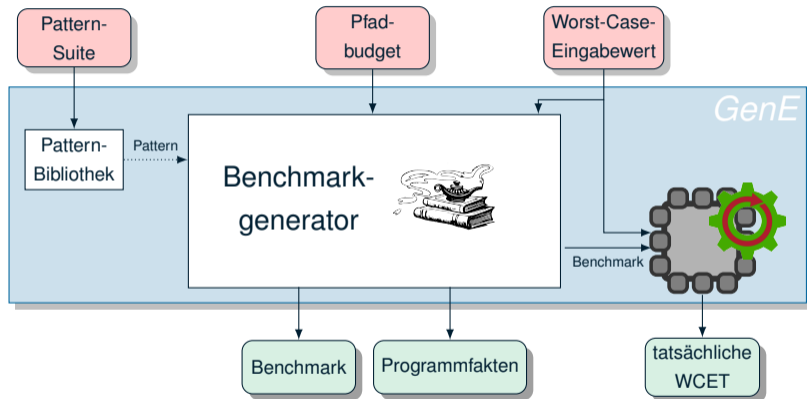 Pattern-
Suite
Pfad-
budget
Worst-Case-
Eingabewert
GenE
Pattern-
Bibliothek
Pattern
Benchmark-
generator
Benchmark
Benchmark
Programmfakten
tatsächliche
WCET